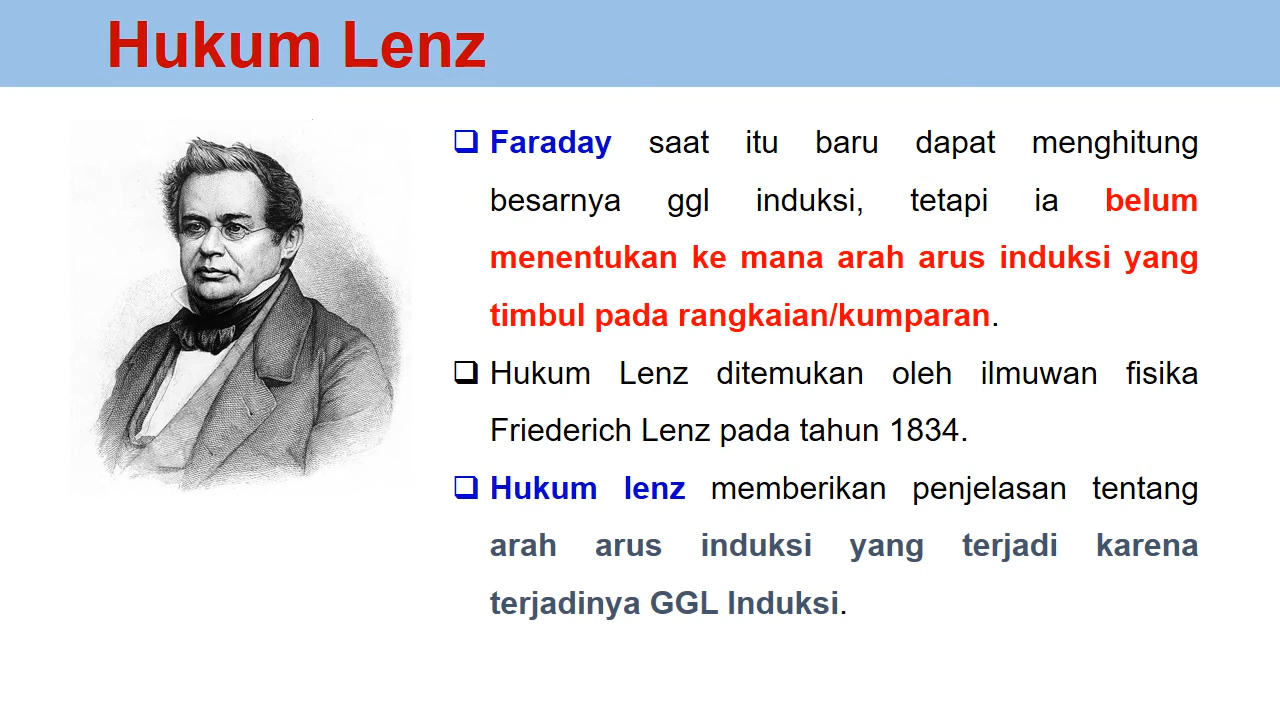 Hukum Lenz
Faraday saat itu baru dapat menghitung
besarnya ggl induksi, tetapi ia belum
menentukan ke mana arah arus induksi yang
timbul pada rangkaian/kumparan.
Hukum Lenz ditemukan oleh ilmuwan fisika
Friederich Lenz pada tahun 1834.
Hukum lenz memberikan penjelasan tentang
arah arus induksi yang terjadi karena
terjadinya GGL Induksi.